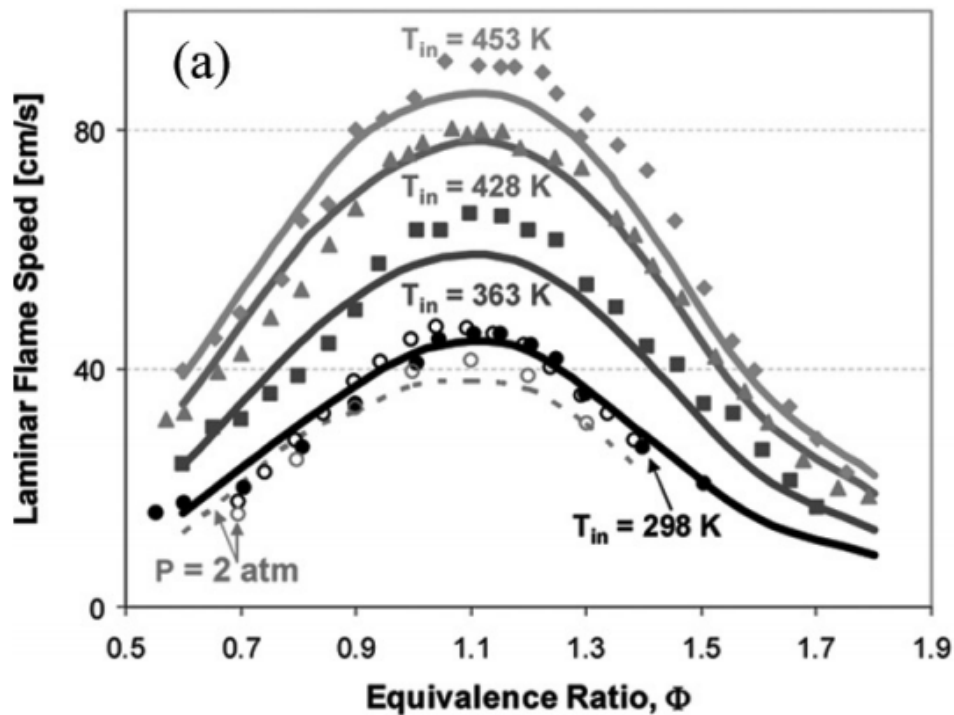 (a)
T_in = 453 K
80
T_in = 428 K
T_in = 363 K
40
T_in = 298 K
P = 2 atm
0
0.5 0.7 0.9 1.1 1.3 1.5 1.7 1.9
Equivalence Ratio, Φ
Laminar Flame Speed [cm/s]